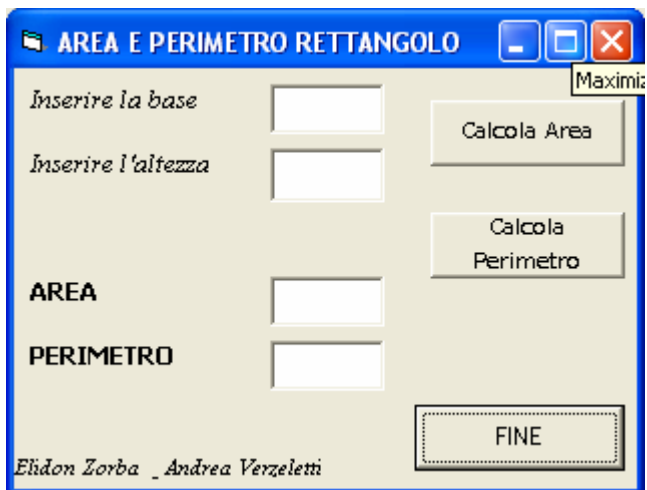 AREA E PERIMETRO RETTANGOLO
Maximiz
Inserire la base
Calcola Area
Inserire l'altezza
Calcola
Perimetro
AREA
PERIMETRO
FINE
Elidon Zorba _ Andrea Verzeletti